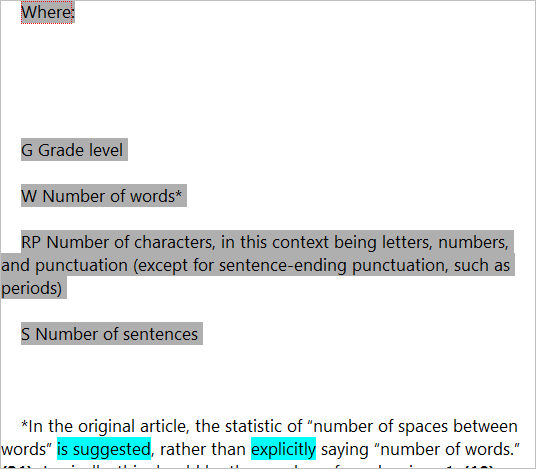 Where:
G Grade level
W Number of words*
RP Number of characters, in this context being letters, numbers,
and punctuation (except for sentence-ending punctuation, such as
periods)
S Number of sentences
*In the original article, the statistic of “number of spaces between
words” is suggested, rather than explicitly saying “number of words.”